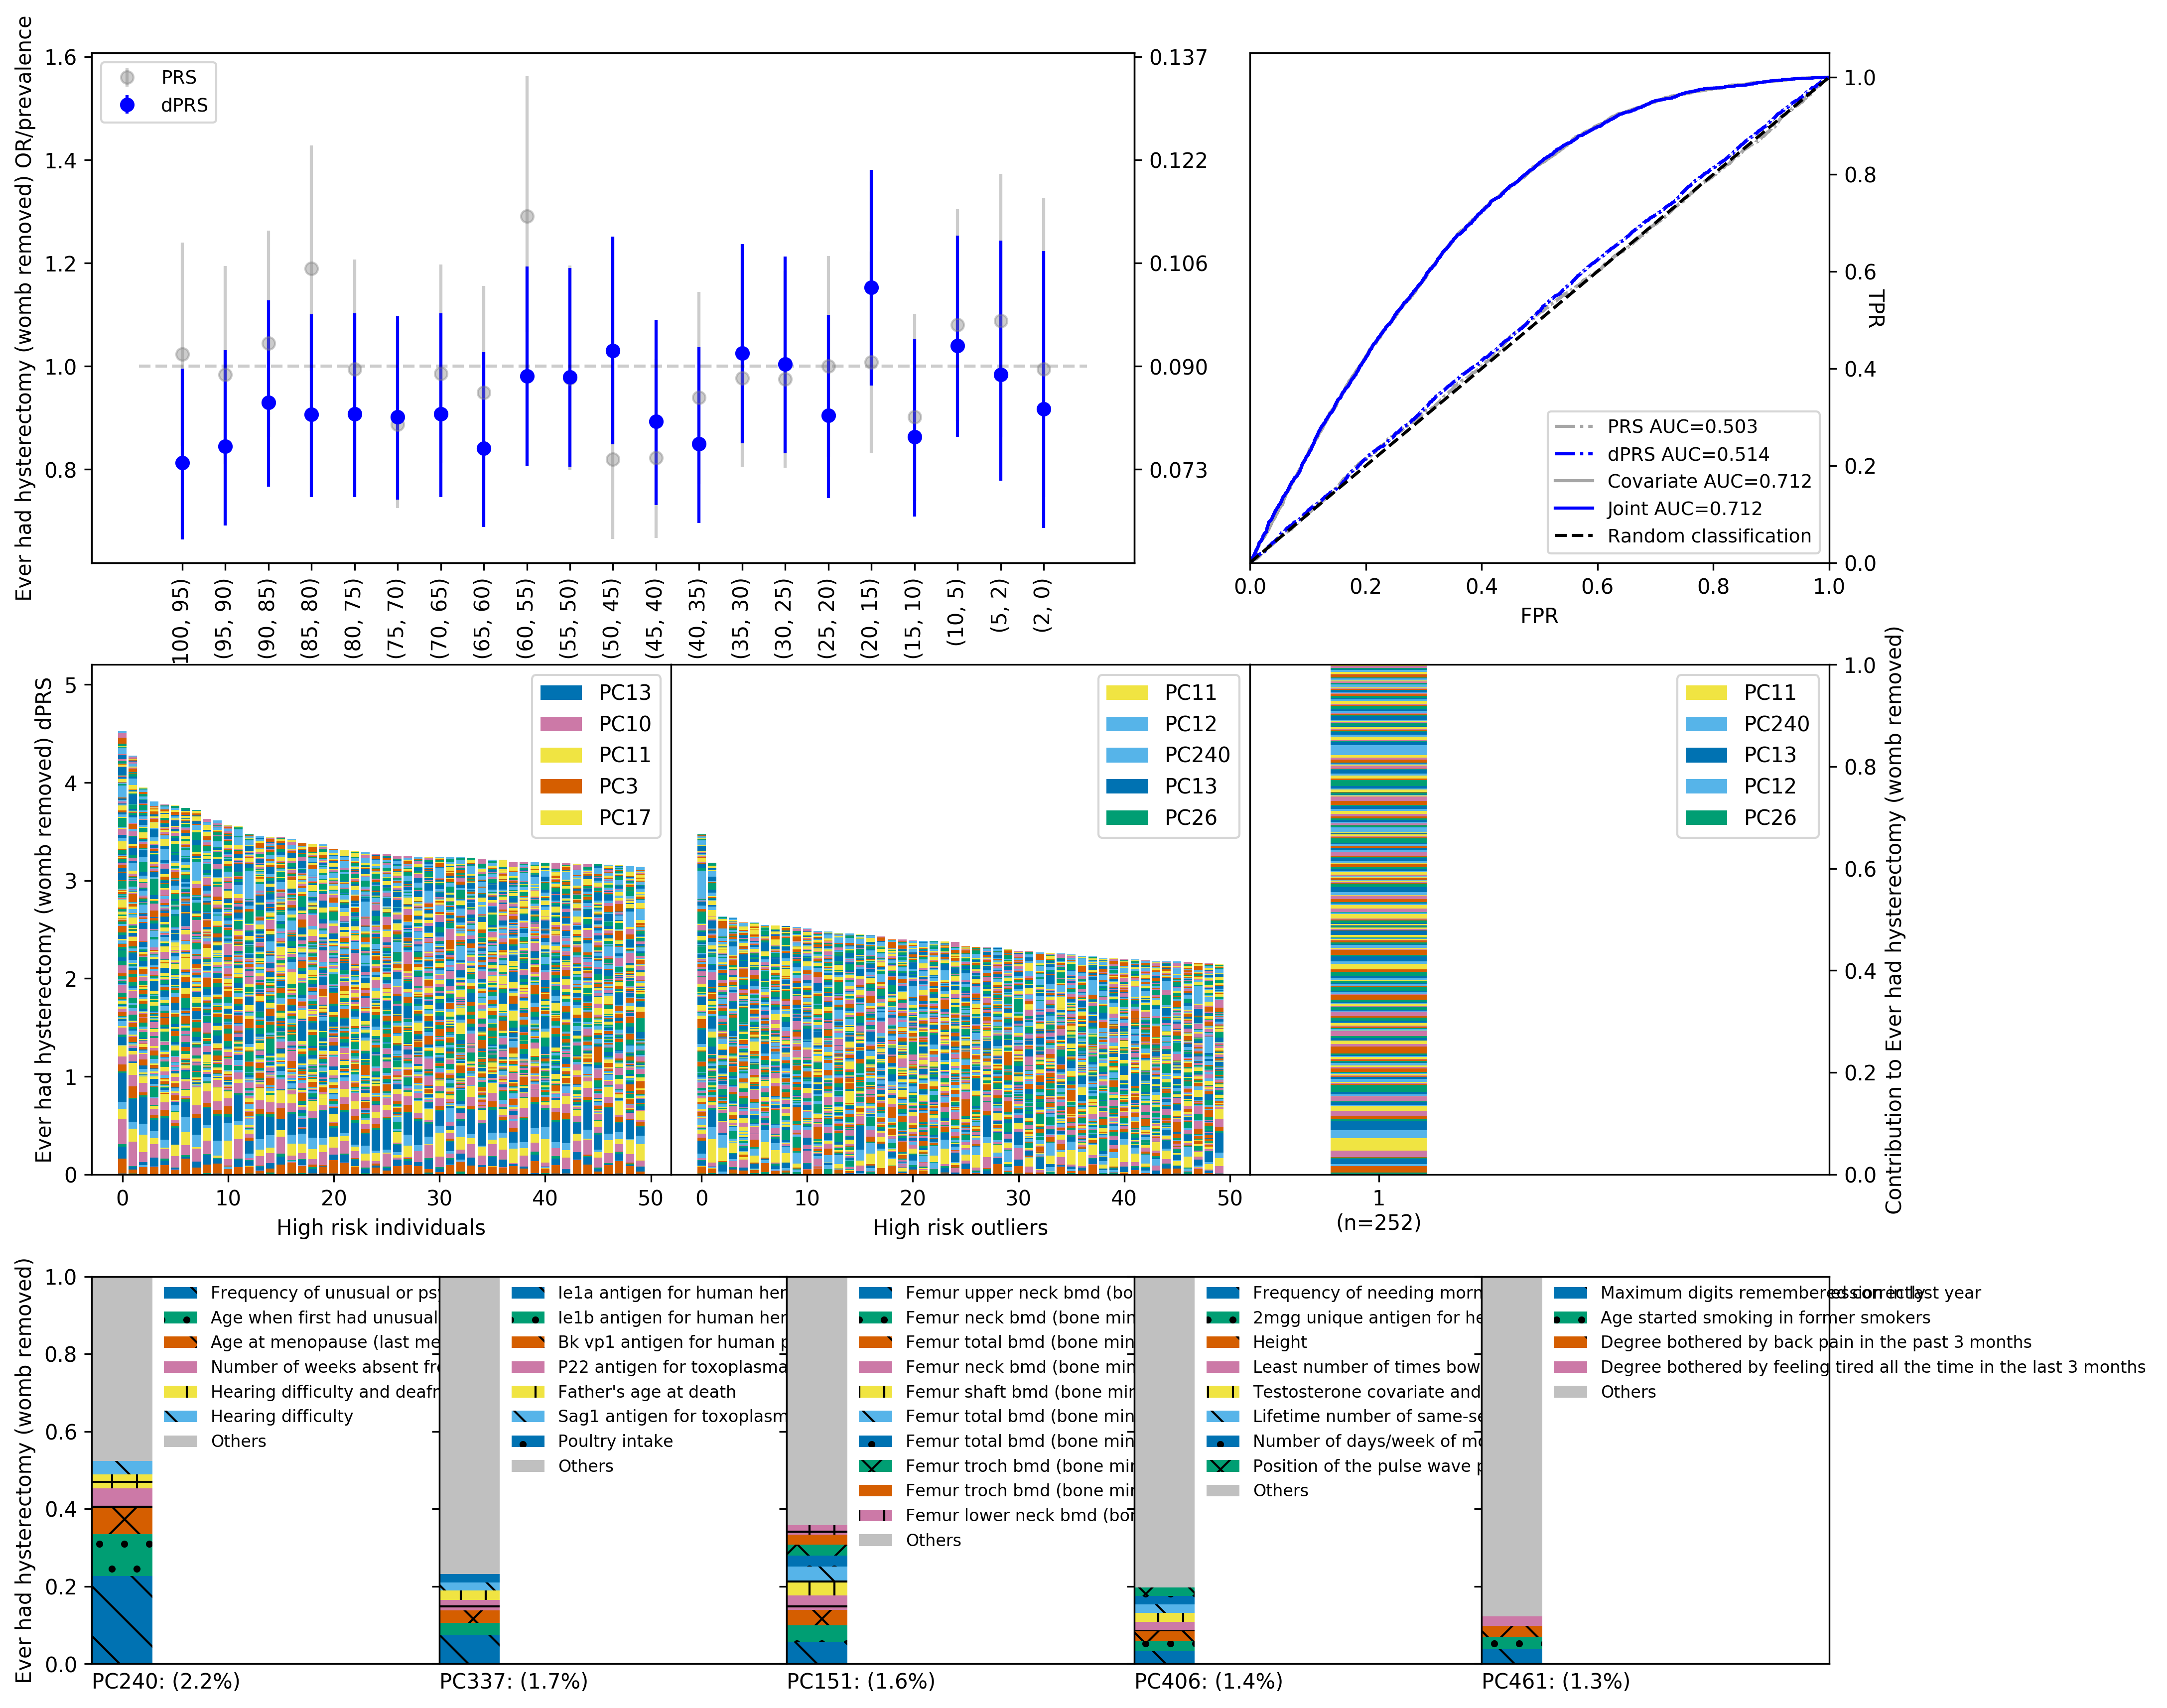 Ever had hysterectomy (womb removed) OR/prevalence
1.6
1.4
1.2
1.0
0.8
PRS
dPRS
0.137
0.122
0.106
0.090
0.073
100, 95)
(95, 90)
(90, 85)
(85, 80)
(80, 75)
(75, 70)
(70, 65)
(65, 60)
(60, 55)
(55, 50)
(50, 45)
(45, 40)
(40, 35)
(35, 30)
(30, 25)
(25, 20)
(20, 15)
(15, 10)
(10, 5)
(5, 2)
(2, 0)
PRS AUC=0.503
dPRS AUC=0.514
Covariate AUC=0.712
Joint AUC=0.712
Random classification
1.0
0.8
0.6
0.4
0.2
0.0
TPR
0.0 0.2 0.4 0.6 0.8 1.0
FPR
Ever had hysterectomy (womb removed) dPRS
5
4
3
2
1
0
PC13
PC10
PC11
PC3
PC17
0 10 20 30 40 50
High risk individuals
PC11
PC12
PC240
PC13
PC26
0 10 20 30 40 50
High risk outliers
PC11
PC240
PC13
PC12
PC26
1
(n=252)
1.0
0.8
0.6
0.4
0.2
0.0
Contribution to Ever had hysterectomy (womb removed)
Ever had hysterectomy (womb removed)
1.0
0.8
0.6
0.4
0.2
0.0
Frequency of unusual or psy
Age when first had unusual
Age at menopause (last me
Number of weeks absent fro
Hearing difficulty and deafn
Hearing difficulty
Others
PC240: (2.2%)
Ie1a antigen for human her
Ie1b antigen for human her
Bk vp1 antigen for human p
P22 antigen for toxoplasma
Father's age at death
Sag1 antigen for toxoplasm
Poultry intake
Others
PC337: (1.7%)
Femur upper neck bmd (bo
Femur neck bmd (bone min
Femur total bmd (bone min
Femur neck bmd (bone min
Femur shaft bmd (bone min
Femur total bmd (bone min
Femur total bmd (bone min
Femur troch bmd (bone min
Femur troch bmd (bone min
Femur lower neck bmd (bon
Others
PC151: (1.6%)
Frequency of needing morn
2mgg unique antigen for he
Height
Least number of times bow
Testosterone covariate and
Lifetime number of same-se
Number of days/week of mo
Position of the pulse wave p
Others
PC406: (1.4%)
Maximum digits remembered correctly
last year
Age started smoking in former smokers
Degree bothered by back pain in the past 3 months
Degree bothered by feeling tired all the time in the last 3 months
Others
PC461: (1.3%)